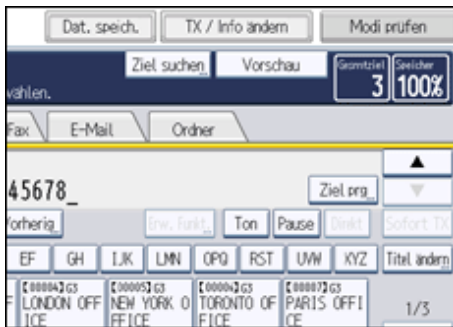 Dat. speich. TX / Info ändern Modi prüfen
Ziel suchen Vorschau Gesamtziel Speicher
wählen. 3 100%
Fax E-Mail Ordner
▲
45678_ Ziel prg. ▼
Vorherig. Erw. Funkt. Ton Pause Direkt Sofort TX
EF GH IJK LMN OPQ RST UVW XYZ Titel ändern
[00004]G3 [00005]G3 [00006]G3 [00007]G3
F LONDON OFF NEW YORK O TORONTO OF PARIS OFFI 1/3
ICE FFICE FICE CE